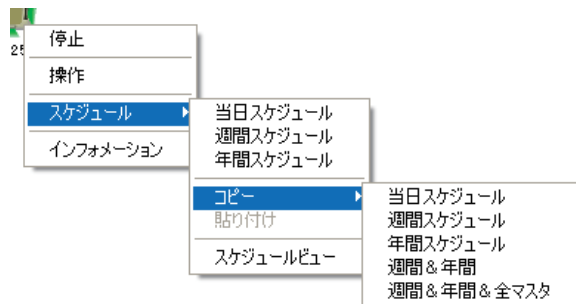 25
停止
操作
スケジュール
インフォメーション
当日スケジュール
週間スケジュール
年間スケジュール
コピー
貼り付け
スケジュールビュー
当日スケジュール
週間スケジュール
年間スケジュール
週間＆年間
週間＆年間＆全マスタ